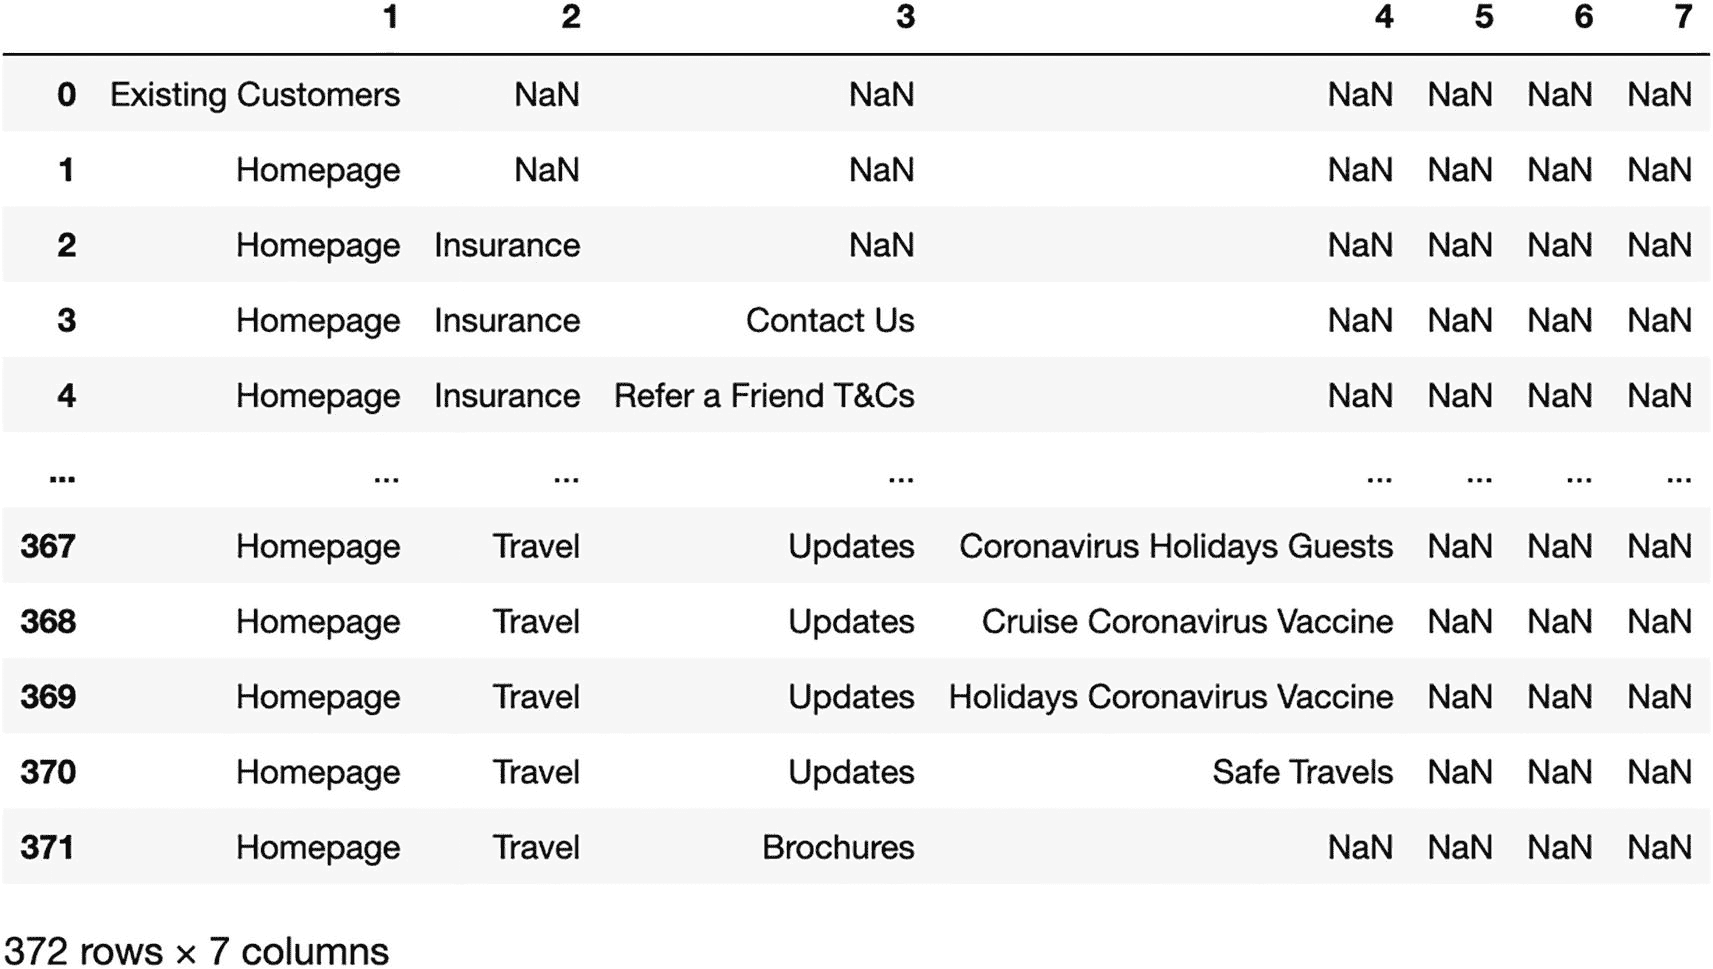 1 2 3 4 5 6 7
0 Existing Customers NaN NaN NaN NaN NaN NaN
1 Homepage NaN NaN NaN NaN NaN NaN
2 Homepage Insurance NaN NaN NaN NaN NaN
3 Homepage Insurance Contact Us NaN NaN NaN NaN
4 Homepage Insurance Refer a Friend T&Cs NaN NaN NaN NaN
... ... ... ... ... ... ... ...
367 Homepage Travel Updates Coronavirus Holidays Guests NaN NaN NaN
368 Homepage Travel Updates Cruise Coronavirus Vaccine NaN NaN NaN
369 Homepage Travel Updates Holidays Coronavirus Vaccine NaN NaN NaN
370 Homepage Travel Updates Safe Travels NaN NaN NaN
371 Homepage Travel Brochures NaN NaN NaN NaN
372 rows × 7 columns